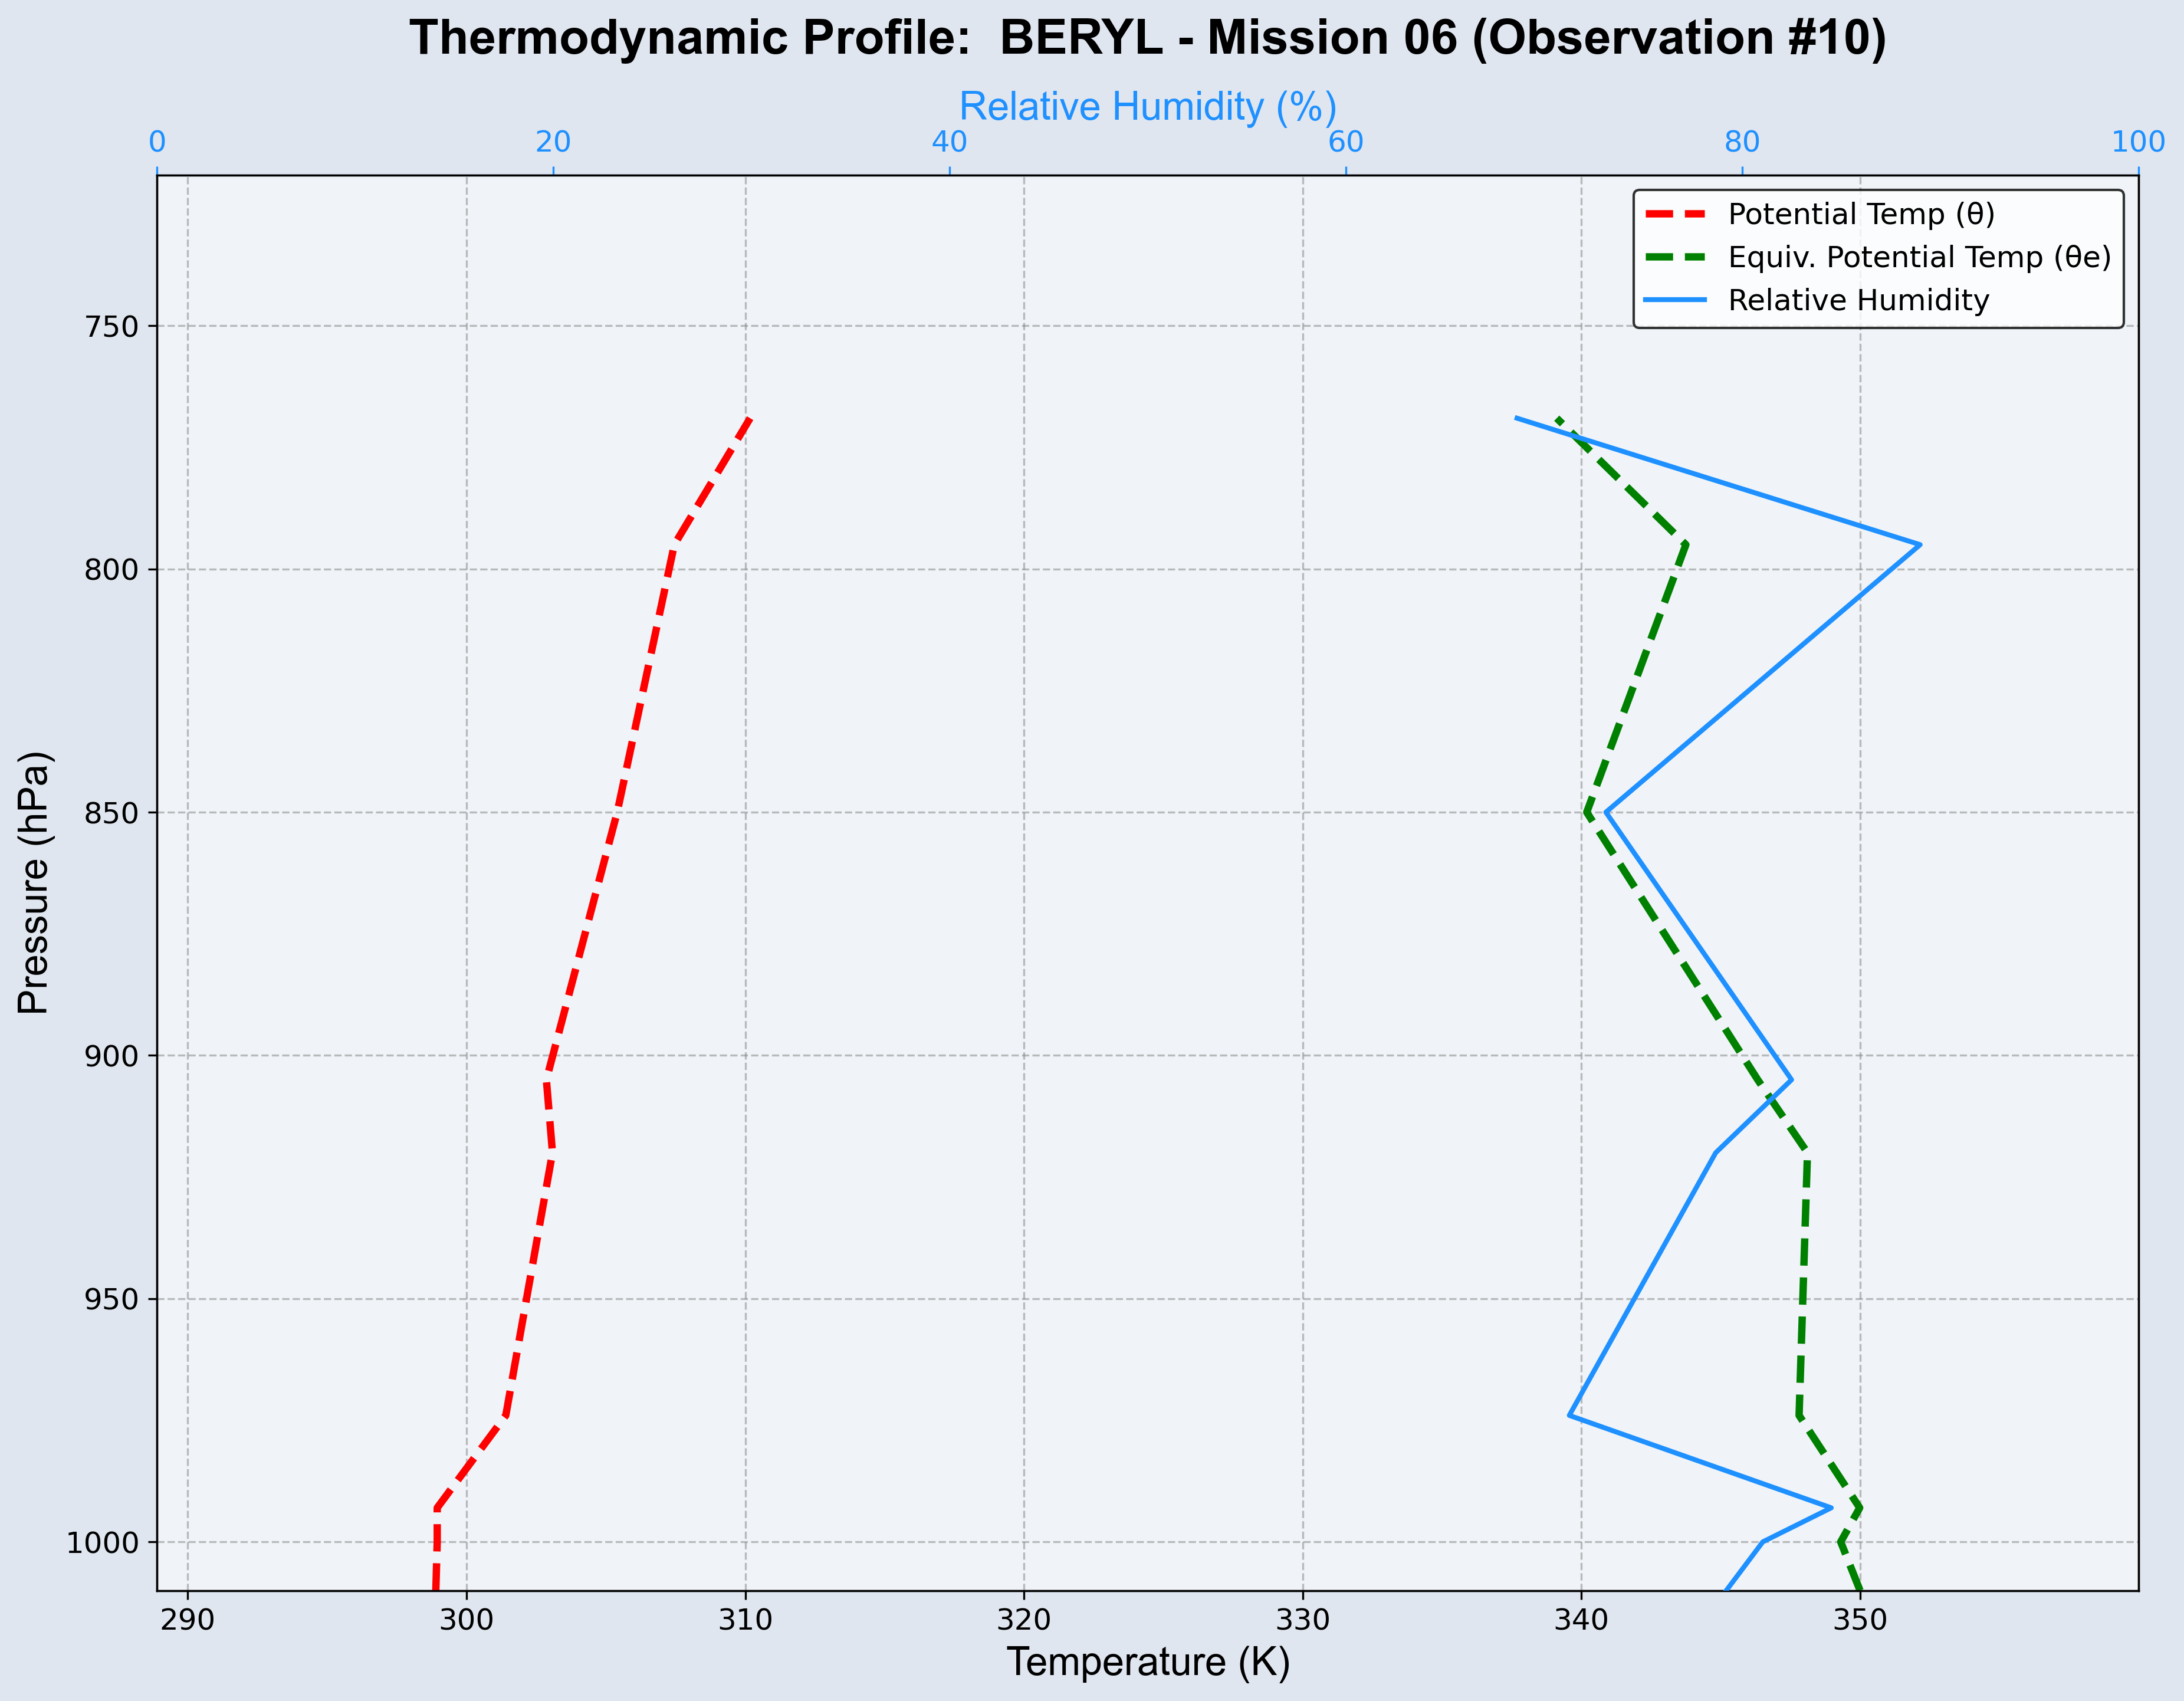 Thermodynamic Profile:  BERYL - Mission 06 (Observation #10)
Relative Humidity (%)
0 20 40 60 80 100
Potential Temp (θ)
Equiv. Potential Temp (θe)
Relative Humidity
Pressure (hPa)
750
800
850
900
950
1000
290 300 310 320 330 340 350
Temperature (K)